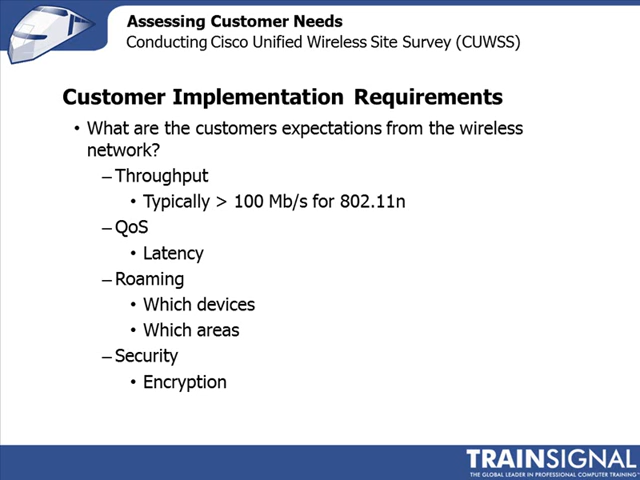 Assessing Customer Needs
Conducting Cisco Unified Wireless Site Survey (CUWSS)
Customer Implementation Requirements
• What are the customers expectations from the wireless
network?
– Throughput
• Typically > 100 Mb/s for 802.11n
– QoS
• Latency
– Roaming
• Which devices
• Which areas
– Security
• Encryption
TRAINSIGNAL
THE GLOBAL LEADER IN PROFESSIONAL COMPUTER TRAINING